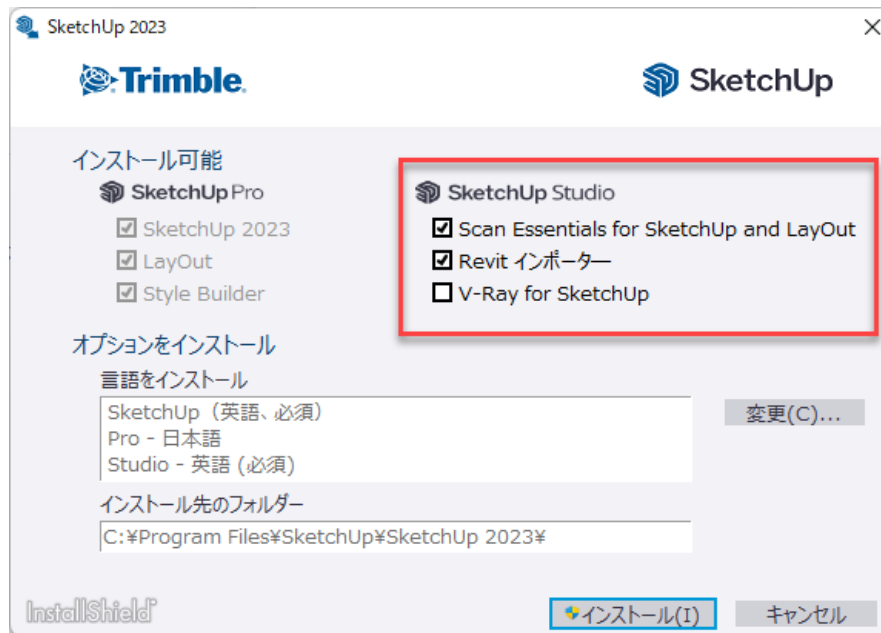 SketchUp 2023
Trimble.
SketchUp
インストール可能
SketchUp Pro
SketchUp 2023
LayOut
Style Builder
SketchUp Studio
Scan Essentials for SketchUp and LayOut
Revit インポーター
V-Ray for SketchUp
オプションをインストール
言語をインストール
SketchUp（英語、必須）
Pro - 日本語
Studio - 英語 (必須)
変更(C)...
インストール先のフォルダー
C:¥Program Files¥SketchUp¥SketchUp 2023¥
InstallShield
インストール(I)
キャンセル